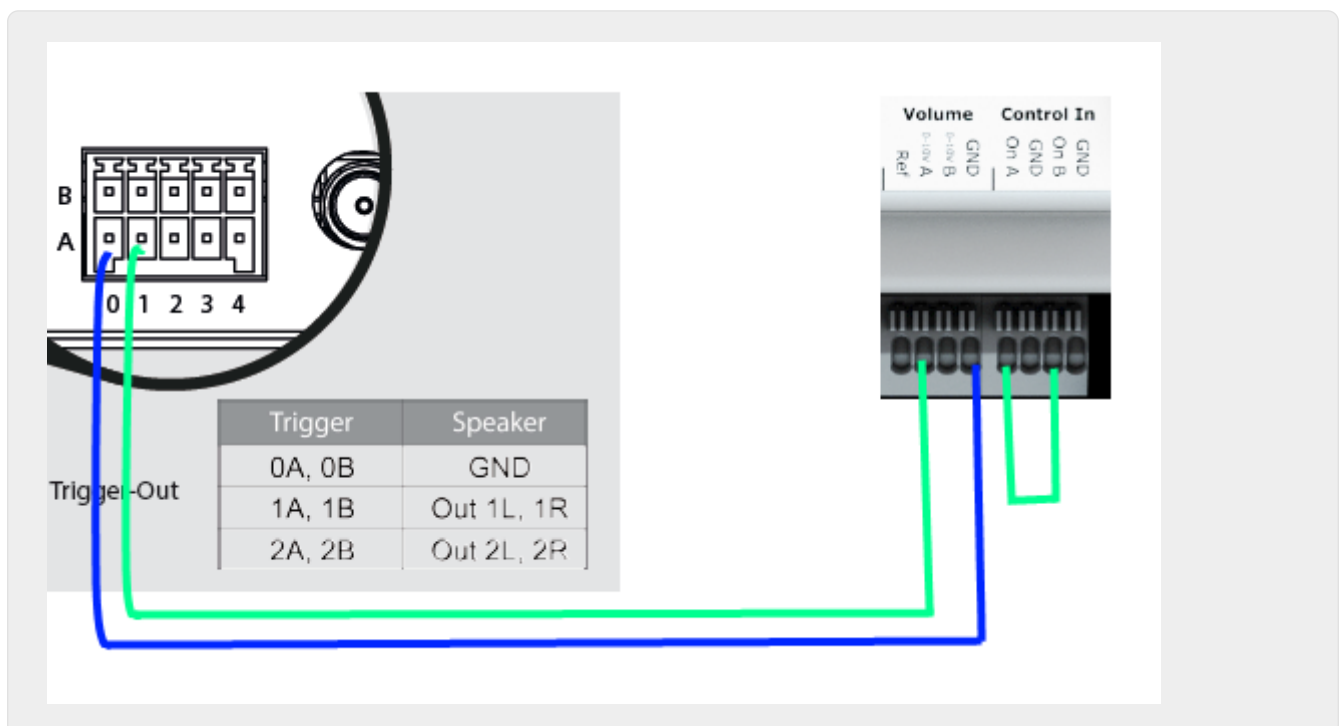 Volume Control In
Ref 0-10V A 0-10V B GND On A GND On B GND
B
A
0 1 2 3 4
Trigger Speaker
0A, 0B GND
Trigger-Out
1A, 1B Out 1L, 1R
2A, 2B Out 2L, 2R